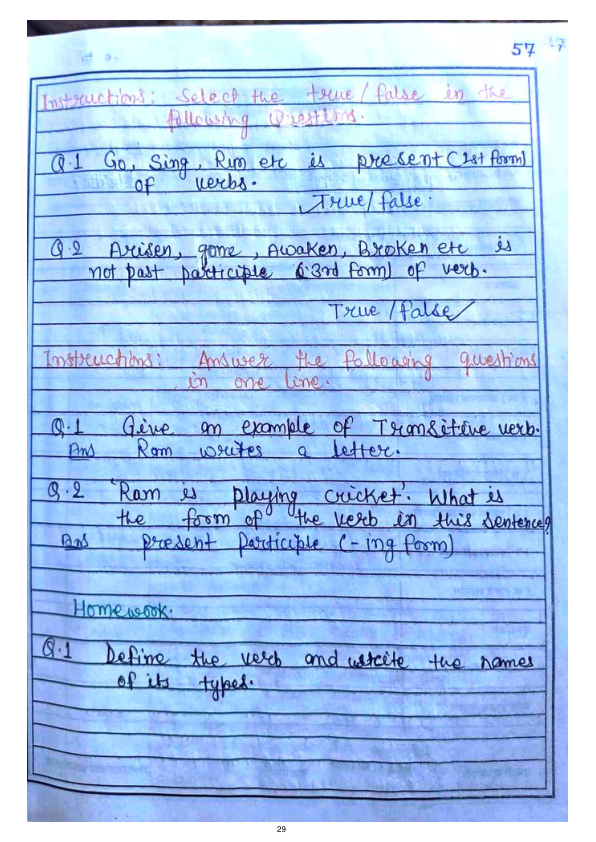 57
Instructions: Select the true/false in the
following Questions.
Q.1 Go, Sing, Run etc is present (1st form)
of verbs.
True/false.
Q.2 Arisen, gone, Awaken, Broken etc is
not past participle (3rd form) of verb.
True/false
Instructions: Answer the following questions
in one line.
Q.1 Give an example of Transitive verb.
Ans Ram writes a letter.
Q.2 'Ram is playing cricket'. What is
the form of the verb in this sentence?
Ans present participle (-ing form)
Homewook.
Q.1 Define the verb and write the names
of its types.
29